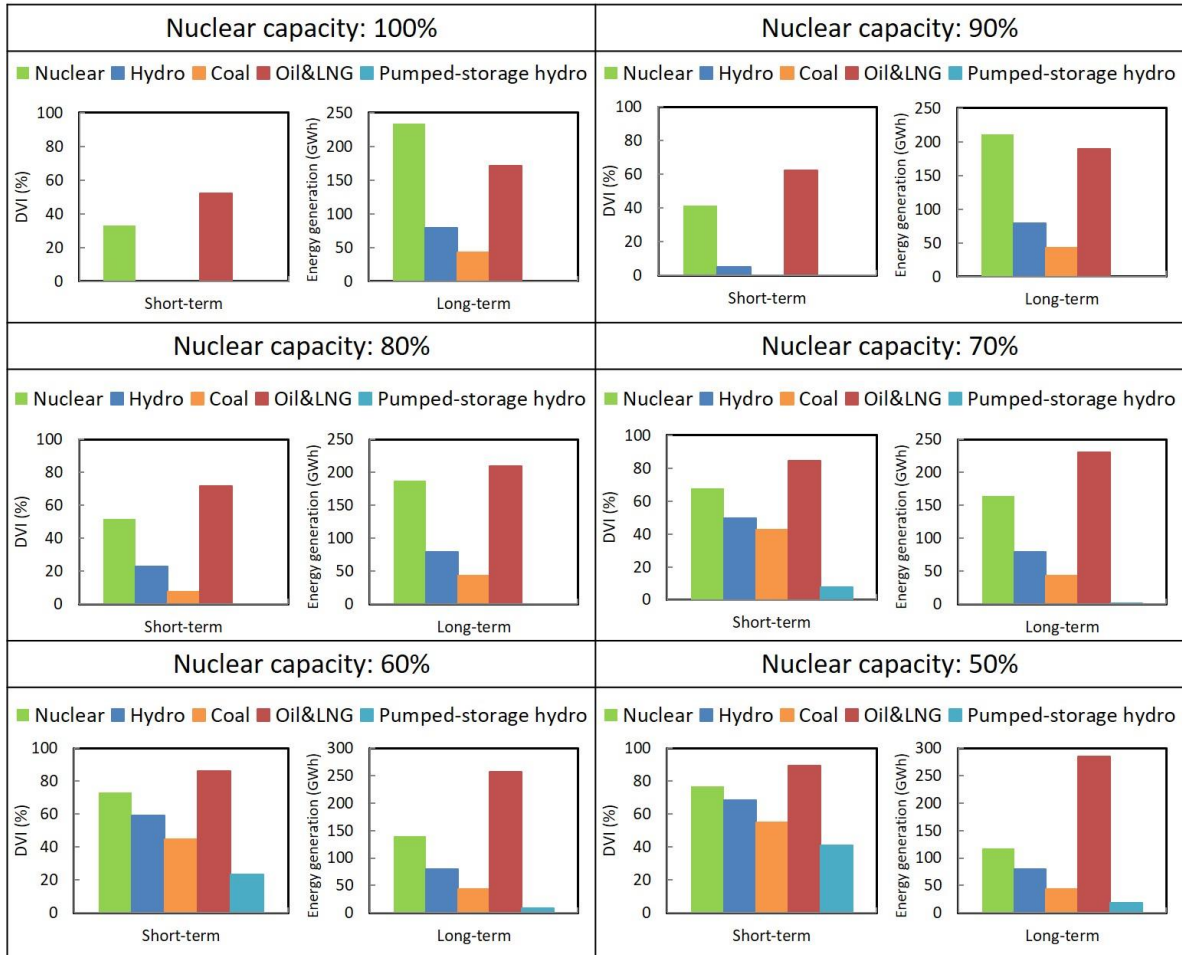 Nuclear capacity: 100%
Nuclear Hydro Coal Oil&LNG Pumped-storage hydro
DVI (%)
100
80
60
40
20
0
Short-term
Energy generation (GWh)
250
200
150
100
50
0
Long-term
Nuclear capacity: 90%
Nuclear Hydro Coal Oil&LNG Pumped-storage hydro
DVI (%)
100
80
60
40
20
0
Short-term
Energy generation (GWh)
250
200
150
100
50
0
Long-term
Nuclear capacity: 80%
Nuclear Hydro Coal Oil&LNG Pumped-storage hydro
DVI (%)
100
80
60
40
20
0
Short-term
Energy generation (GWh)
250
200
150
100
50
0
Long-term
Nuclear capacity: 70%
Nuclear Hydro Coal Oil&LNG Pumped-storage hydro
DVI (%)
100
80
60
40
20
0
Short-term
Energy generation (GWh)
250
200
150
100
50
0
Long-term
Nuclear capacity: 60%
Nuclear Hydro Coal Oil&LNG Pumped-storage hydro
DVI (%)
100
80
60
40
20
0
Short-term
Energy generation (GWh)
300
250
200
150
100
50
0
Long-term
Nuclear capacity: 50%
Nuclear Hydro Coal Oil&LNG Pumped-storage hydro
DVI (%)
100
80
60
40
20
0
Short-term
Energy generation (GWh)
300
250
200
150
100
50
0
Long-term